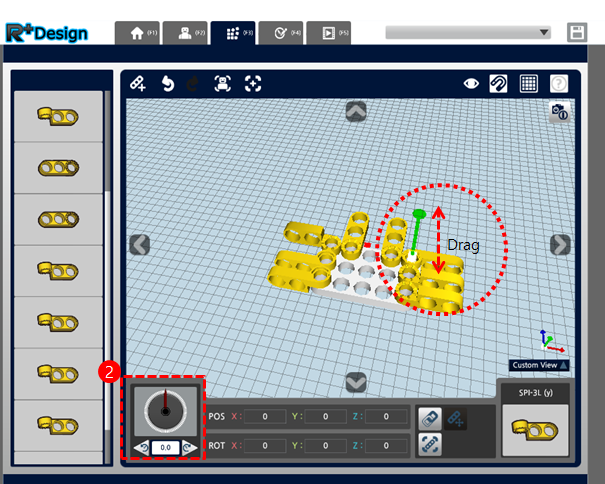 R+Design
(F1)
(F2)
(F3)
(F4)
(F5)
Drag
Custom View
2
0.0
POS X: 0 Y: 0 Z: 0
ROT X: 0 Y: 0 Z: 0
SPI-3L (y)